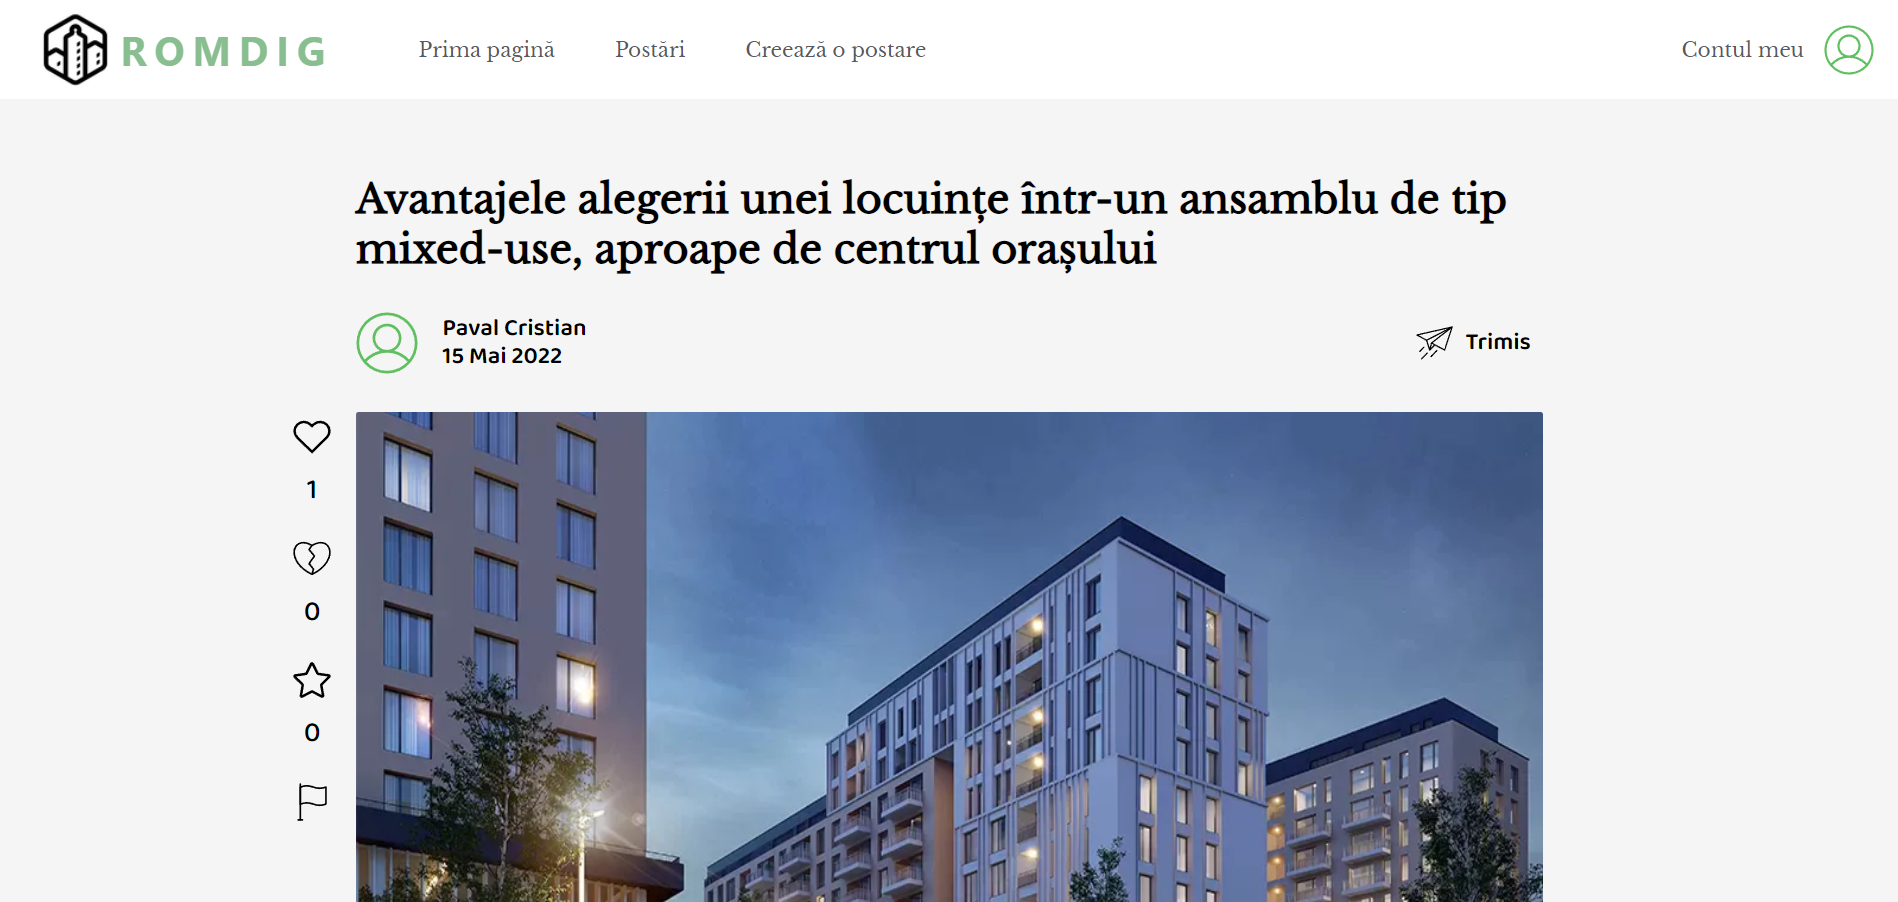 ROMDIG
Prima pagină
Postări
Creează o postare
Contul meu
Avantajele alegerii unei locuințe într-un ansamblu de tip
mixed-use, aproape de centrul orașului
Paval Cristian
15 Mai 2022
Trimis
1
0
0